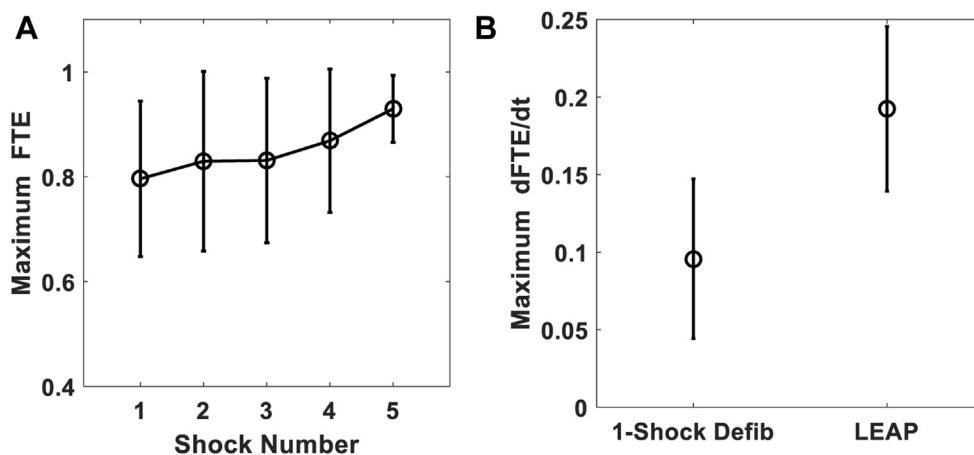 A
Maximum FTE
1
0.8
0.6
0.4
1 2 3 4 5
Shock Number
B
Maximum dFTE/dt
0.25
0.2
0.15
0.1
0.05
0
1-Shock Defib LEAP